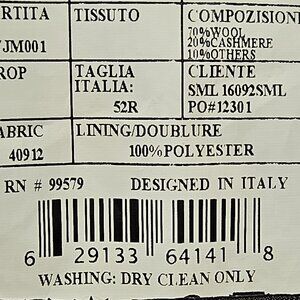 RTITA TISSUTO COMPOZISION
JM001 70%WOOL
20%CASHMERE
10%OTHERS
ROP TAGLIA ITALIA: CLIENTE
52R SML 16092SML
PO#12301
ABRIC LINING/DOUBLURE
40912 100%POLYESTER
RN # 99579 DESIGNED IN ITALY
6 29133 64141 8
WASHING: DRY CLEAN ONLY